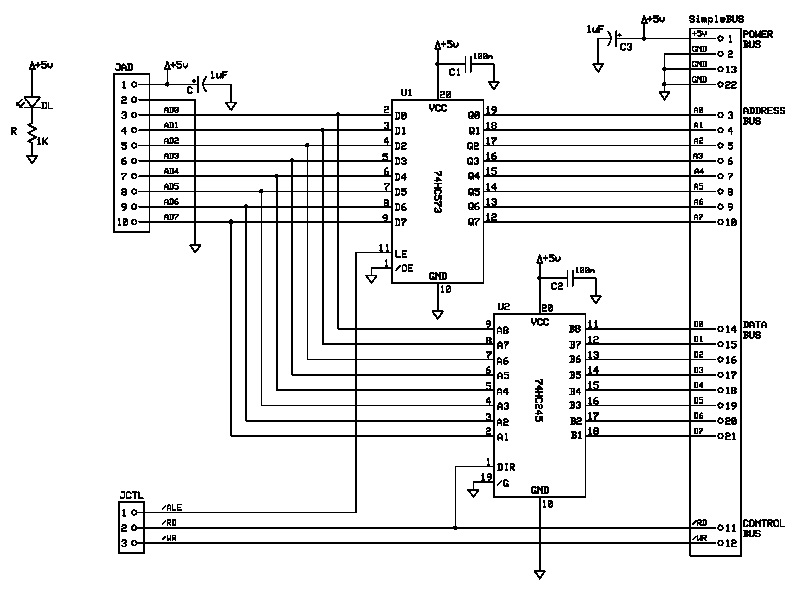 SimpleBUS
+5v
JAD
+5v
1uF
C
+5v
DL
R
1K
1
2
3
4
5
6
7
8
9
10
AD0
AD1
AD2
AD3
AD4
AD5
AD6
AD7
+5v
100n
C1
U1
20
VCC
2 D0 Q0 19
3 D1 Q1 18
4 D2 Q2 17
5 D3 Q3 16
6 D4 Q4 15
7 D5 Q5 14
8 D6 Q6 13
9 D7 Q7 12
74HC573
11 LE
1 /OE
GND
10
1uF
C3
+5v
+5v 1
GND 2
GND 13
GND 22
POWER
BUS
A0 3
A1 4
A2 5
A3 6
A4 7
A5 8
A6 9
A7 10
ADDRESS
BUS
+5v
100n
C2
U2
20
VCC
9 A8 B8 11
8 A7 B7 12
7 A6 B6 13
6 A5 B5 14
5 A4 B4 15
4 A3 B3 16
3 A2 B2 17
2 A1 B1 18
74HC245
1 DIR
19 /G
GND
10
D0 14
D1 15
D2 16
D3 17
D4 18
D5 19
D6 20
D7 21
DATA
BUS
JCTL
1 /ALE
2 /RD
3 /WR
/RD 11
/WR 12
CONTROL
BUS